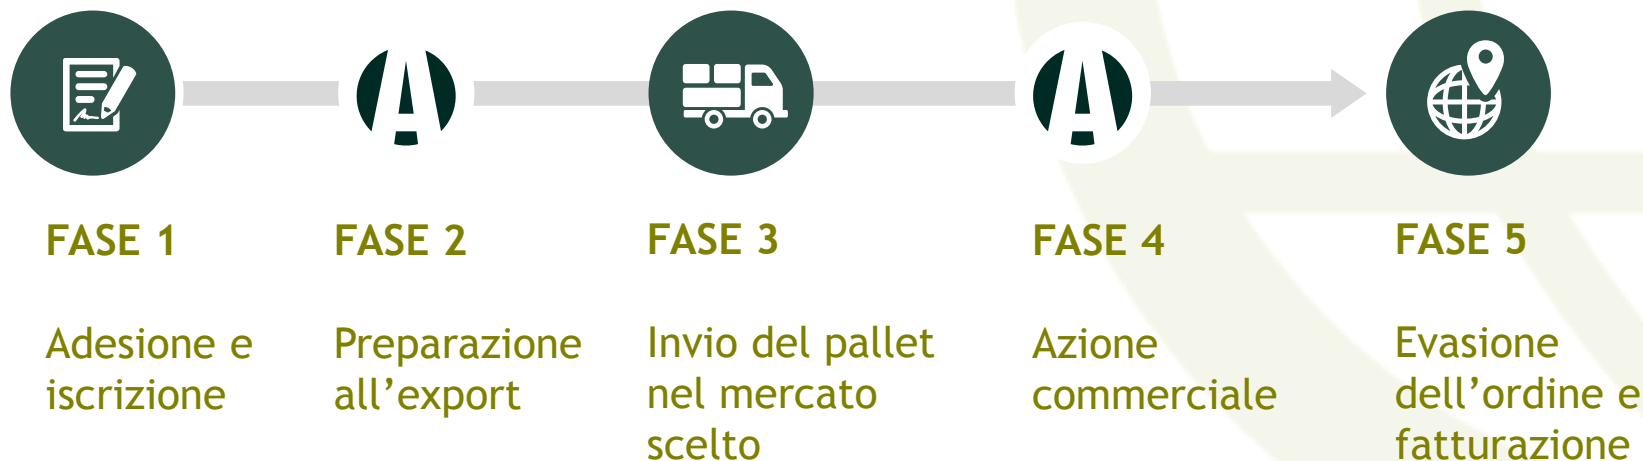 FASE 1
Adesione e
iscrizione
FASE 2
Preparazione
all’export
FASE 3
Invio del pallet
nel mercato
scelto
FASE 4
Azione
commerciale
FASE 5
Evasione
dell’ordine e
fatturazione